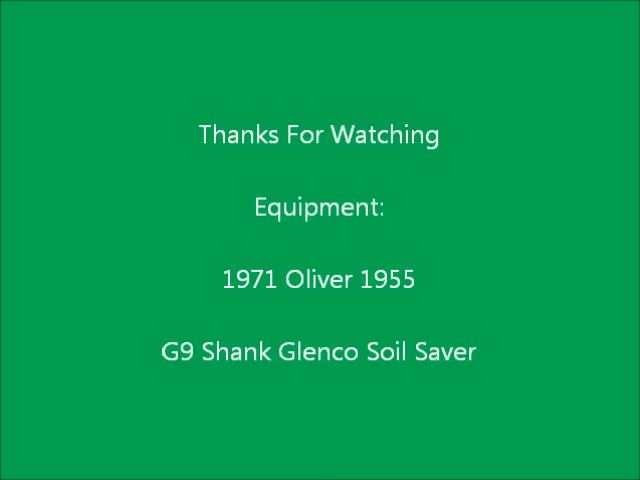 Thanks For Watching
Equipment:
1971 Oliver 1955
G9 Shank Glenco Soil Saver